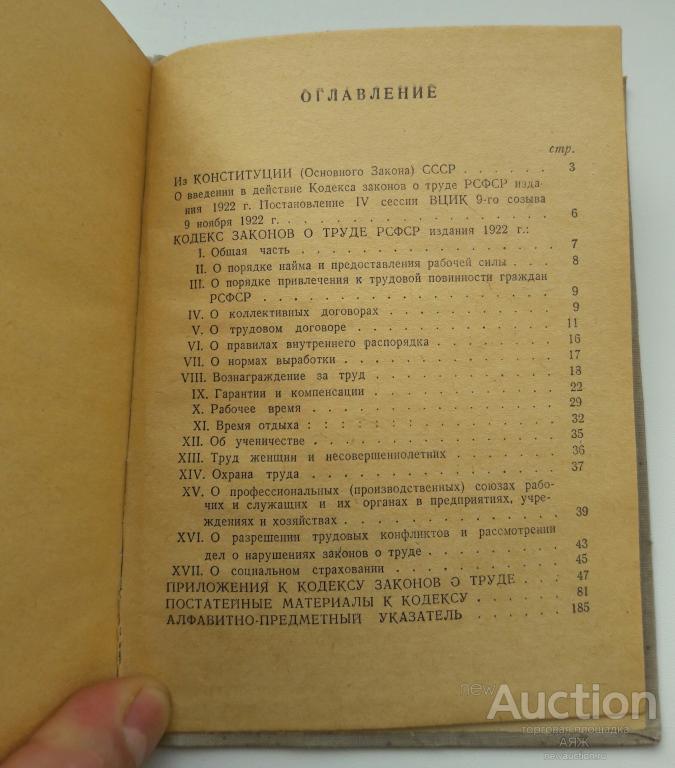 ОГЛАВЛЕНИЕ
стр.
Из КОНСТИТУЦИИ (Основного Закона) СССР . . . . . . 3
О введении в действие Кодекса законов о труде РСФСР изда-
ния 1922 г. Постановление IV сессии ВЦИК 9-го созыва
9 ноября 1922 г. . . . . . . . . . . . . . . . . 6
КОДЕКС ЗАКОНОВ О ТРУДЕ РСФСР издания 1922 г.:
I. Общая часть . . . . . . . . . . . . . . . . 7
II. О порядке найма и предоставления рабочей силы . . . . 8
III. О порядке привлечения к трудовой повинности граждан
РСФСР . . . . . . . . . . . . . . . . . . 9
IV. О коллективных договорах . . . . . . . . . . . 9
V. О трудовом договоре . . . . . . . . . . . . . 11
VI. О правилах внутреннего распорядка . . . . . . . . 16
VII. О нормах выработки . . . . . . . . . . . . . 17
VIII. Вознаграждение за труд . . . . . . . . . . . . 18
IX. Гарантии и компенсации . . . . . . . . . . . . 22
X. Рабочее время . . . . . . . . . . . . . . . 29
XI. Время отдыха : : : : : : : . . . . . . . . . 32
XII. Об ученичестве . . . . . . . . . . . . . . . 35
XIII. Труд женщин и несовершеннолетних . . . . . . . . 36
XIV. Охрана труда . . . . . . . . . . . . . . . 37
XV. О профессиональных (производственных) союзах рабо-
чих и служащих и их органах в предприятиях, учре-
ждениях и хозяйствах . . . . . . . . . . . . . 39
XVI. О разрешении трудовых конфликтов и рассмотрении
дел о нарушениях законов о труде . . . . . . . . 43
XVII. О социальном страховании . . . . . . . . . . . 45
ПРИЛОЖЕНИЯ К КОДЕКСУ ЗАКОНОВ О ТРУДЕ . . . . 47
ПОСТАТЕЙНЫЕ МАТЕРИАЛЫ К КОДЕКСУ . . . . . . 81
АЛФАВИТНО-ПРЕДМЕТНЫЙ УКАЗАТЕЛЬ . . . . . . 185
new Auction
торговая площадка
АЯЖ
newauction.ru